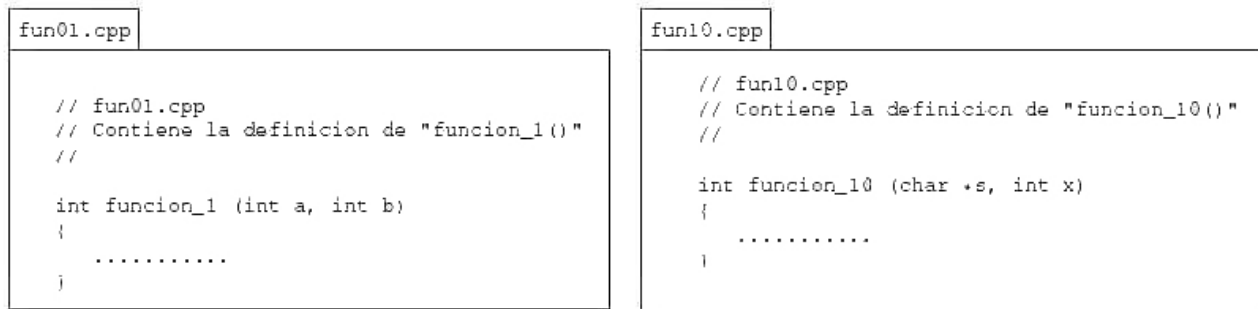 fun01.cpp
// fun01.cpp
// Contiene la definicion de "funcion_1()"
//
int funcion_1 (int a, int b)
{
...........
}
fun10.cpp
// fun10.cpp
// Contiene la definicion de "funcion_10()"
//
int funcion_10 (char *s, int x)
{
...........
}